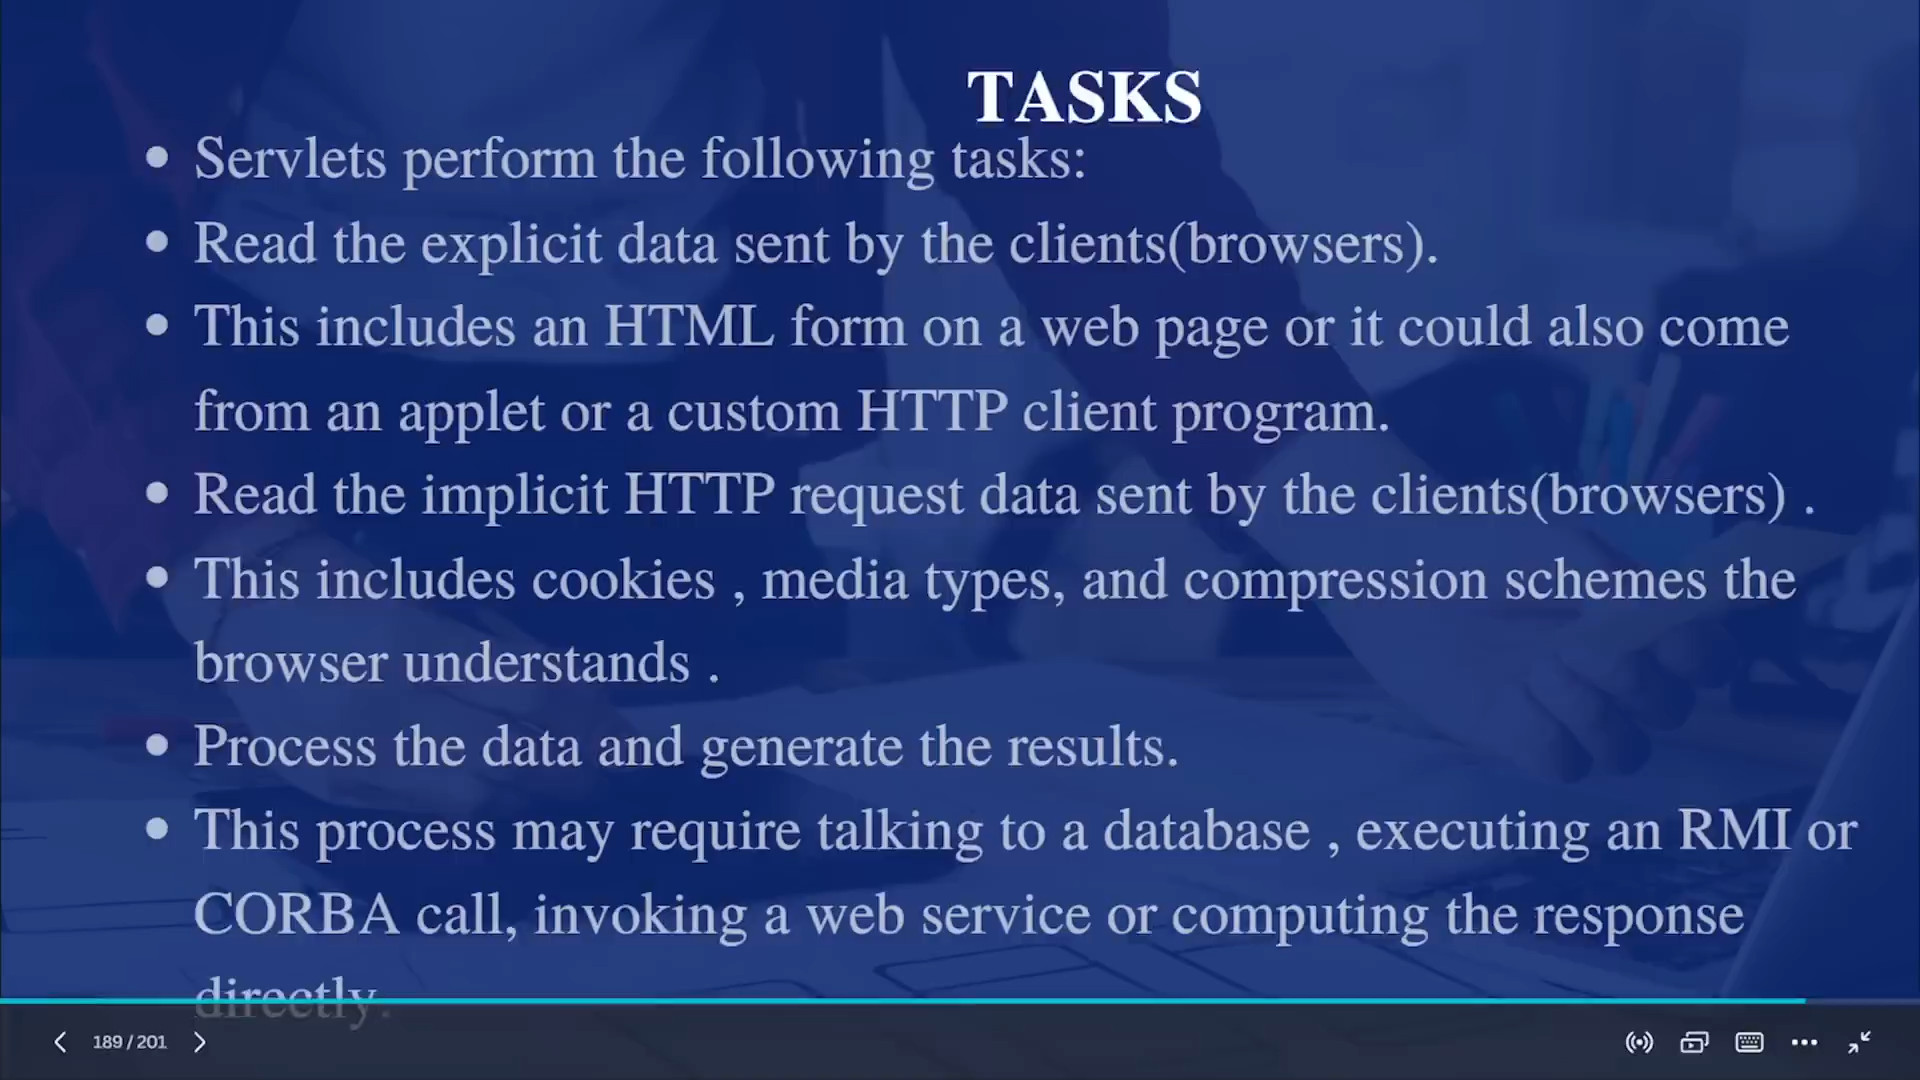 TASKS
• Servlets perform the following tasks:
• Read the explicit data sent by the clients(browsers).
• This includes an HTML form on a web page or it could also come
from an applet or a custom HTTP client program.
• Read the implicit HTTP request data sent by the clients(browsers) .
• This includes cookies , media types, and compression schemes the
browser understands .
• Process the data and generate the results.
• This process may require talking to a database , executing an RMI or
CORBA call, invoking a web service or computing the response
directly.
189 / 201